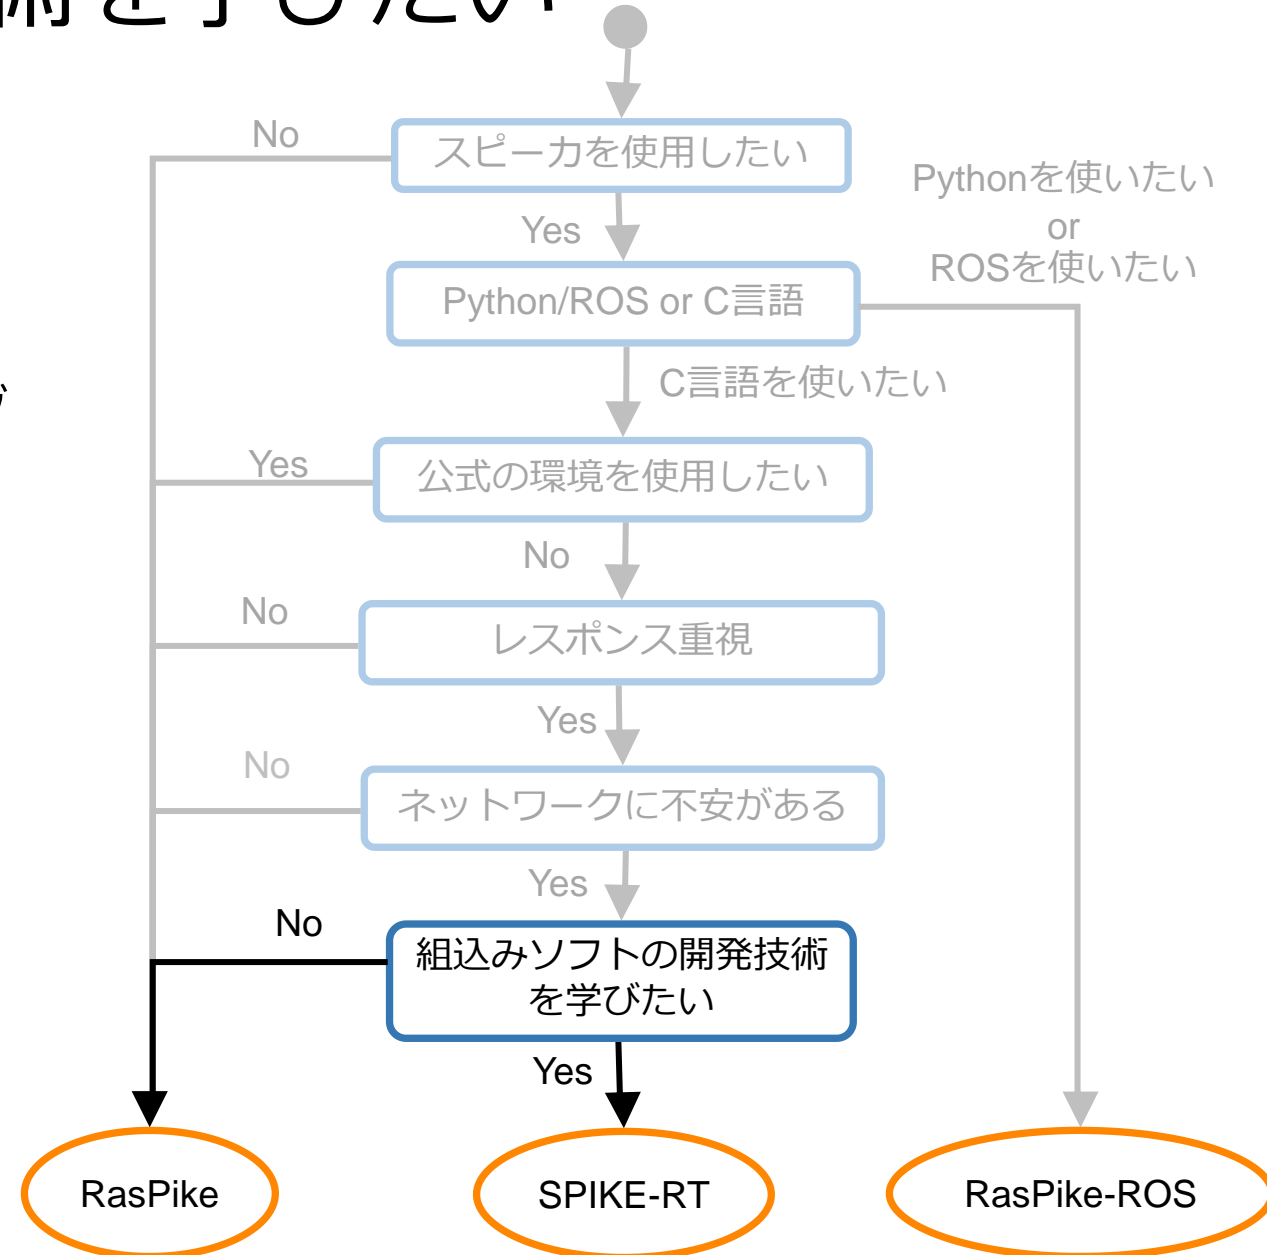 を学びたい
No
スピーカを使用したい
Pythonを使いたい
or
ROSを使いたい
Yes
Python/ROS or C言語
C言語を使いたい
Yes
公式の環境を使用したい
No
No
レスポンス重視
Yes
No
ネットワークに不安がある
Yes
No
組込みソフトの開発技術
を学びたい
Yes
RasPike
SPIKE-RT
RasPike-ROS